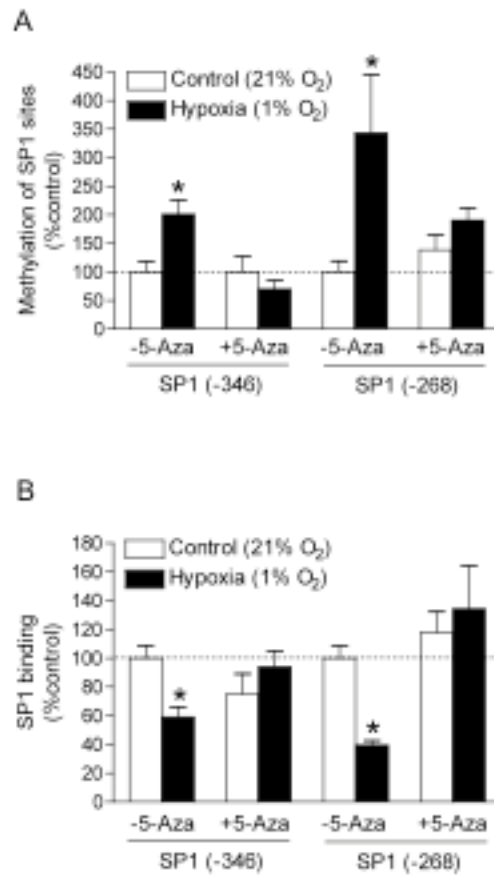 A
Methylation of SP1 sites
(%control)
450
400
350
300
250
200
150
100
50
0
Control (21% O₂)
Hypoxia (1% O₂)
*
*
-5-Aza +5-Aza -5-Aza +5-Aza
SP1 (-346) SP1 (-268)
B
SP1 binding
(%control)
180
160
140
120
100
80
60
40
20
0
Control (21% O₂)
Hypoxia (1% O₂)
*
*
-5-Aza +5-Aza -5-Aza +5-Aza
SP1 (-346) SP1 (-268)